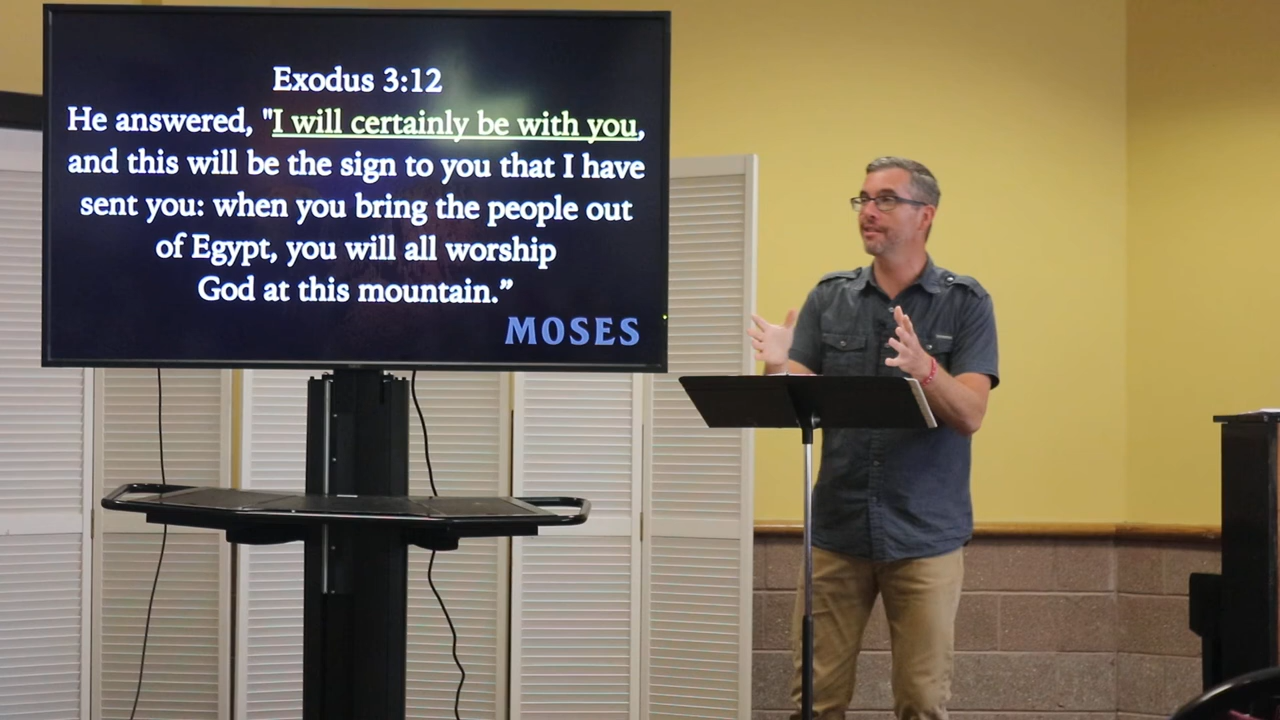 Exodus 3:12
He answered, "I will certainly be with you,
and this will be the sign to you that I have
sent you: when you bring the people out
of Egypt, you will all worship
God at this mountain.”
MOSES